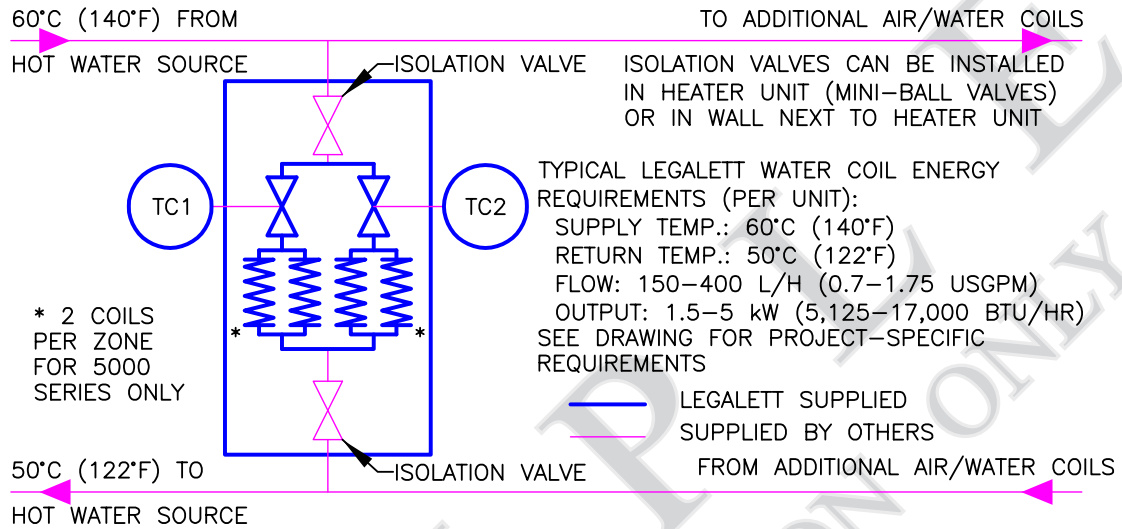 60°C (140°F) FROM
HOT WATER SOURCE
TO ADDITIONAL AIR/WATER COILS
ISOLATION VALVE
ISOLATION VALVES CAN BE INSTALLED
IN HEATER UNIT (MINI-BALL VALVES)
OR IN WALL NEXT TO HEATER UNIT
TC1
TC2
TYPICAL LEGALETT WATER COIL ENERGY
REQUIREMENTS (PER UNIT):
SUPPLY TEMP.: 60°C (140°F)
RETURN TEMP.: 50°C (122°F)
FLOW: 150-400 L/H (0.7-1.75 USGPM)
OUTPUT: 1.5-5 kW (5,125-17,000 BTU/HR)
SEE DRAWING FOR PROJECT-SPECIFIC
REQUIREMENTS
* *
* 2 COILS
PER ZONE
FOR 5000
SERIES ONLY
LEGALETT SUPPLIED
SUPPLIED BY OTHERS
ISOLATION VALVE
50°C (122°F) TO
HOT WATER SOURCE
FROM ADDITIONAL AIR/WATER COILS
P L E
ON ONLY